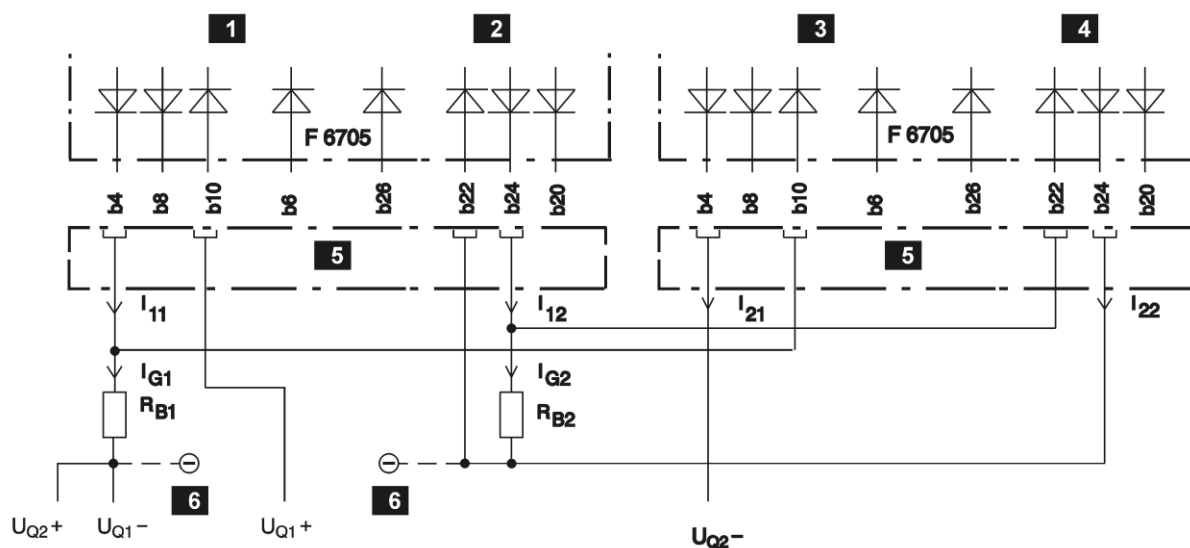 1 2 3 4
F 6705 F 6705
b4 b8 b10 b6 b26 b22 b24 b20 b4 b8 b10 b6 b26 b22 b24 b20
5 5
I11 I12 I21 I22
IG1 IG2
RB1 RB2
6 6
UQ2+ UQ1− UQ1+ UQ2−